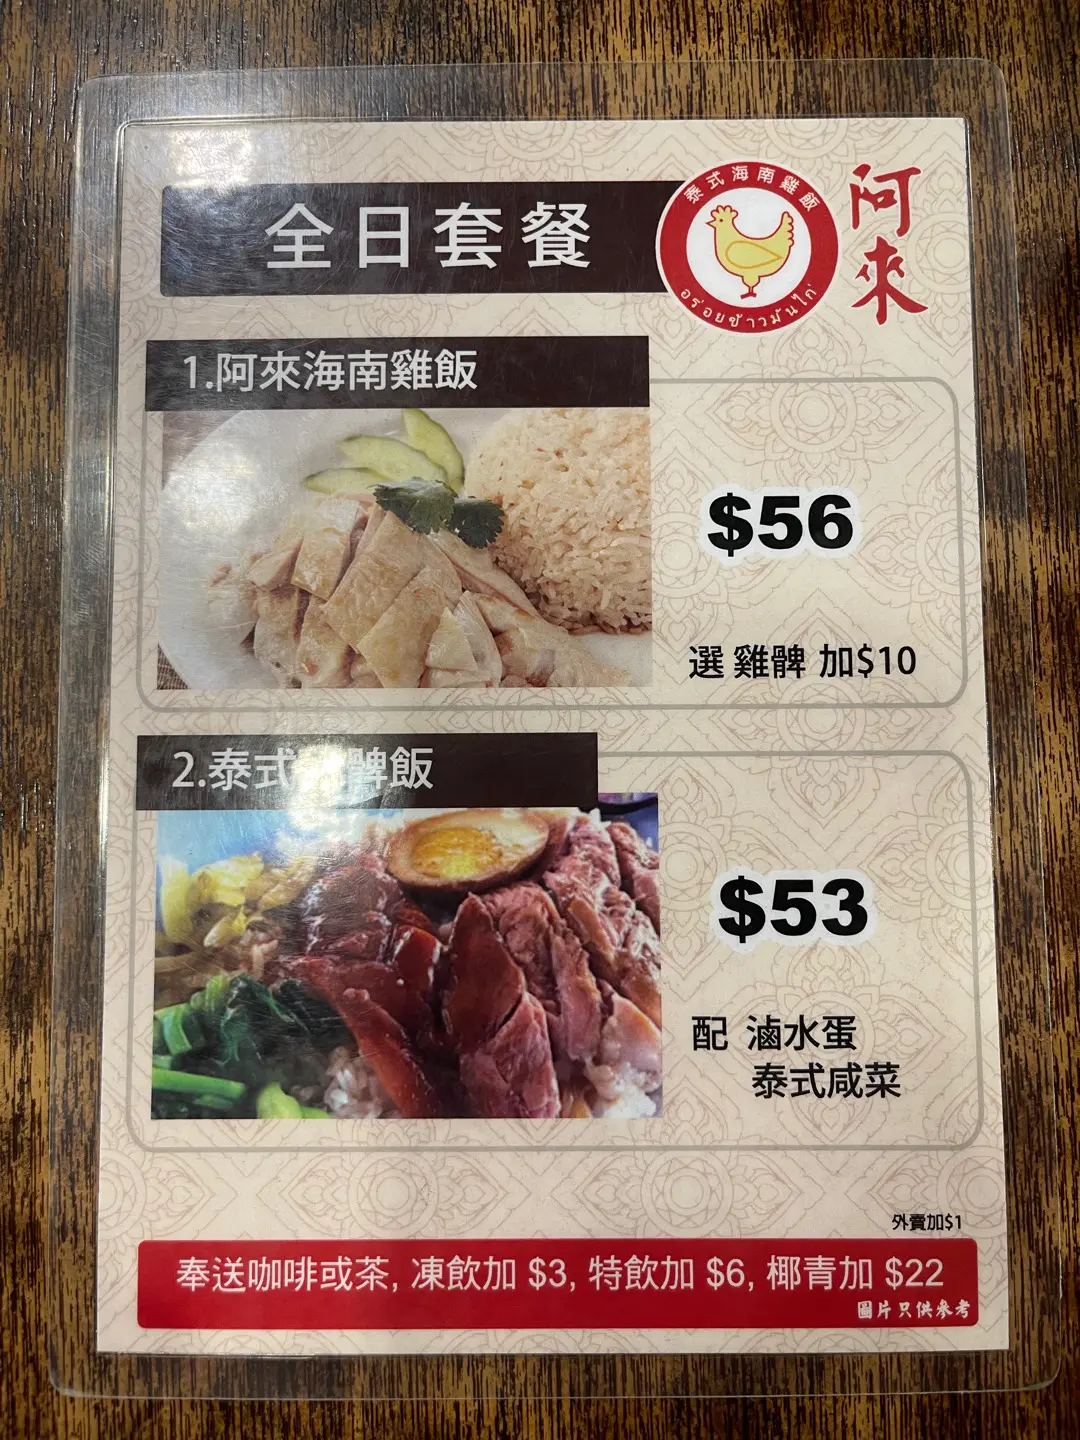 全日套餐
泰式海南雞飯
อร่อยข้าวมันไก่
阿來
1.阿來海南雞飯
$56
選 雞髀 加$10
2.泰式 髀飯
$53
配 滷水蛋
泰式咸菜
外賣加$1
奉送咖啡或茶, 凍飲加 $3, 特飲加 $6, 椰青加 $22
圖片只供參考